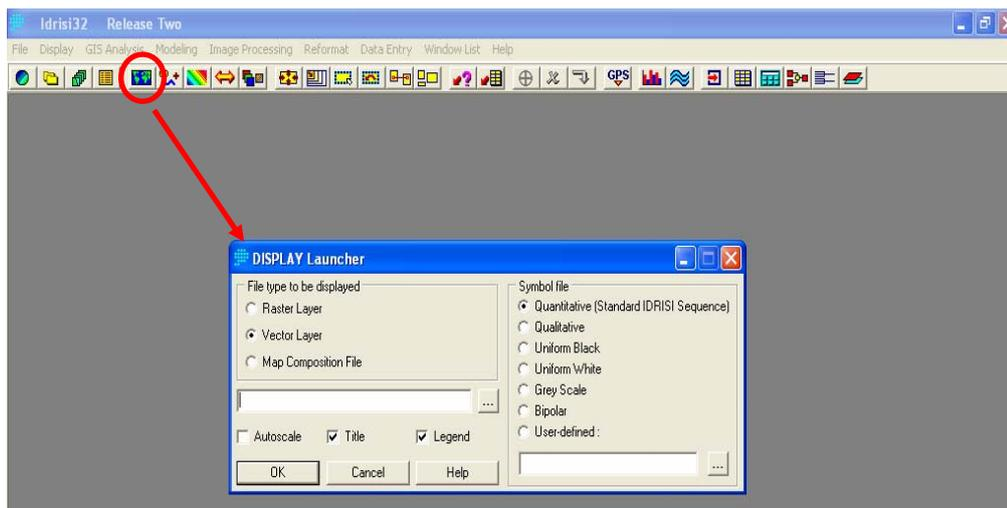 Idrisi32 Release Two
File Display GIS Analysis Modeling Image Processing Reformat Data Entry Window List Help
GPS
DISPLAY Launcher
File type to be displayed
Raster Layer
Vector Layer
Map Composition File
...
Autoscale Title Legend
OK Cancel Help
Symbol file
Quantitative (Standard IDRISI Sequence)
Qualitative
Uniform Black
Uniform White
Grey Scale
Bipolar
User-defined :
...